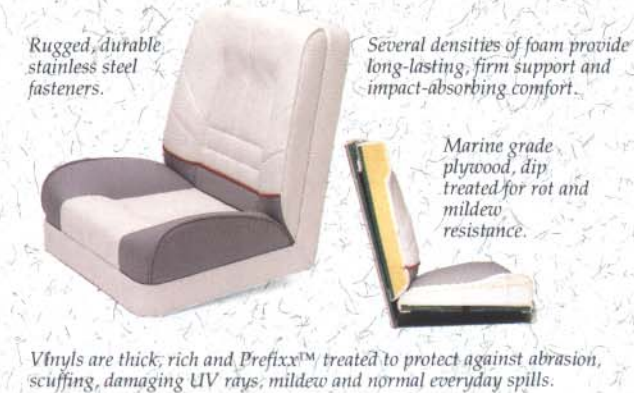 Rugged, durable
stainless steel
fasteners.
Several densities of foam provide
long-lasting, firm support and
impact-absorbing comfort.
Marine grade
plywood, dip
treated for rot and
mildew
resistance.
Vinyls are thick, rich and Prefixx™ treated to protect against abrasion,
scuffing, damaging UV rays, mildew and normal everyday spills.